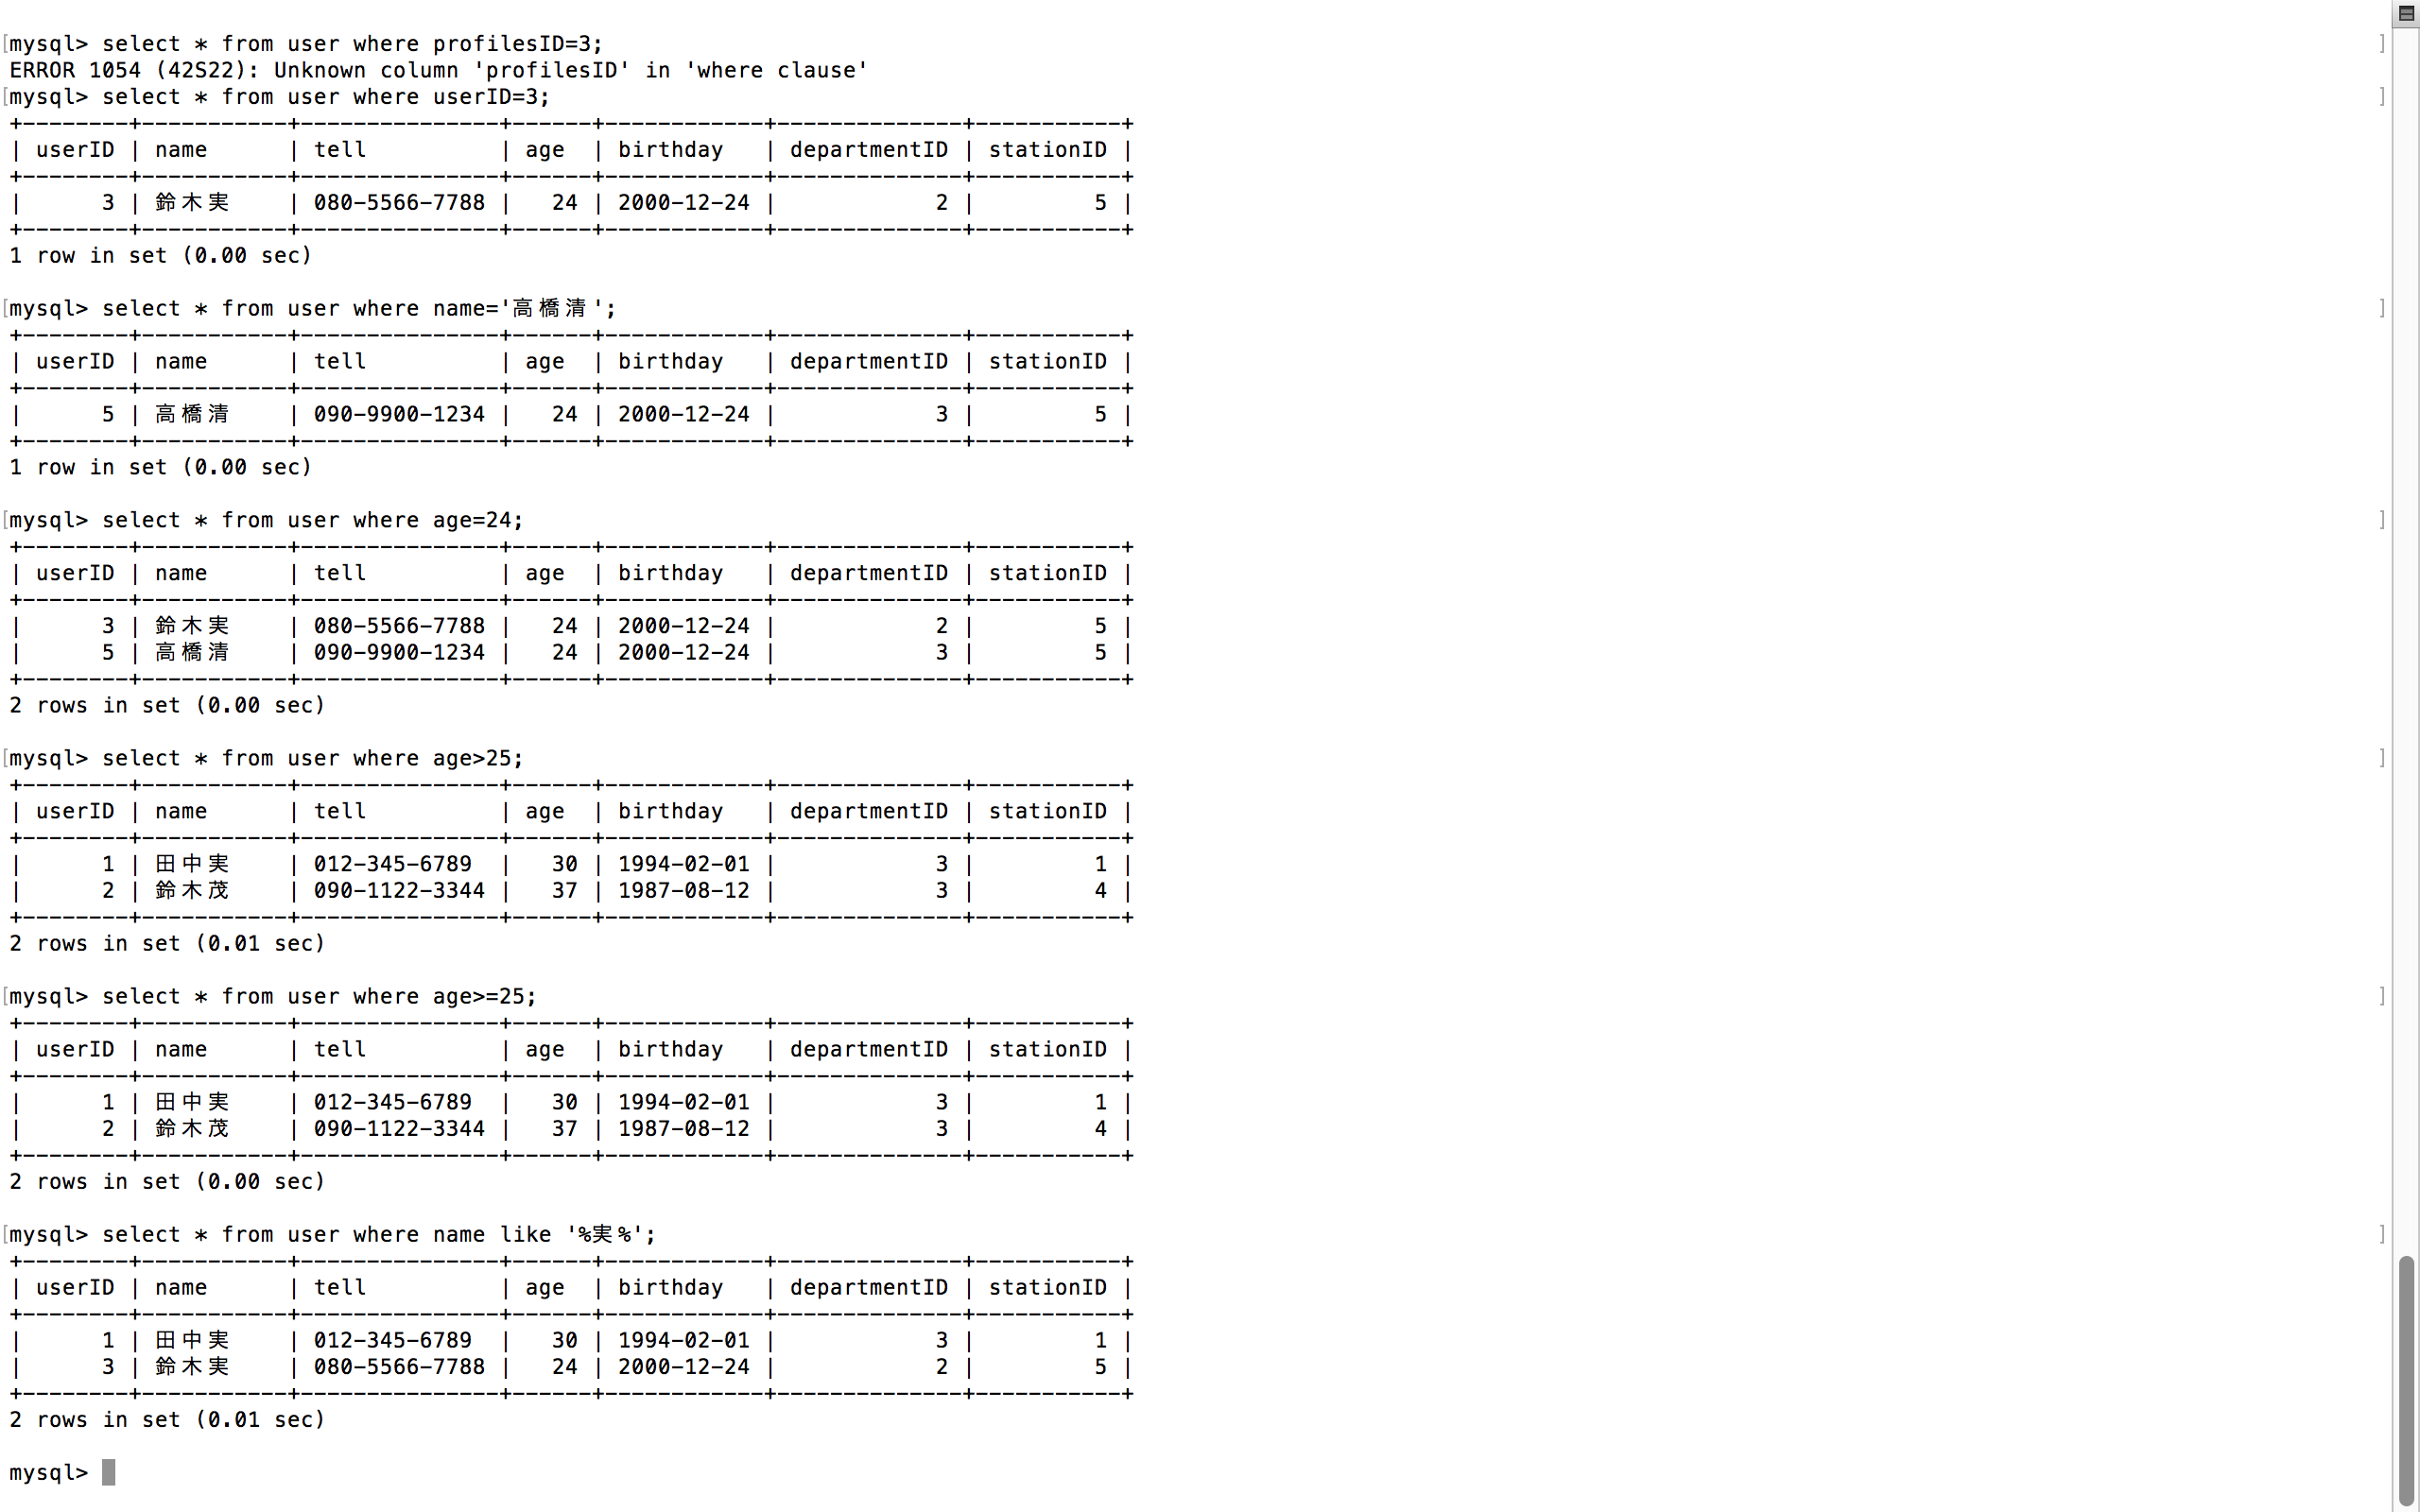 mysql> select * from user where profilesID=3;
ERROR 1054 (42S22): Unknown column 'profilesID' in 'where clause'
mysql> select * from user where userID=3;
+--------+-----------+---------------+------+------------+--------------+-----------+
| userID | name      | tell          | age  | birthday   | departmentID | stationID |
+--------+-----------+---------------+------+------------+--------------+-----------+
|      3 | 鈴木実    | 080-5566-7788 |   24 | 2000-12-24 |            2 |         5 |
+--------+-----------+---------------+------+------------+--------------+-----------+
1 row in set (0.00 sec)

mysql> select * from user where name='高橋清';
+--------+-----------+---------------+------+------------+--------------+-----------+
| userID | name      | tell          | age  | birthday   | departmentID | stationID |
+--------+-----------+---------------+------+------------+--------------+-----------+
|      5 | 高橋清    | 090-9900-1234 |   24 | 2000-12-24 |            3 |         5 |
+--------+-----------+---------------+------+------------+--------------+-----------+
1 row in set (0.00 sec)

mysql> select * from user where age=24;
+--------+-----------+---------------+------+------------+--------------+-----------+
| userID | name      | tell          | age  | birthday   | departmentID | stationID |
+--------+-----------+---------------+------+------------+--------------+-----------+
|      3 | 鈴木実    | 080-5566-7788 |   24 | 2000-12-24 |            2 |         5 |
|      5 | 高橋清    | 090-9900-1234 |   24 | 2000-12-24 |            3 |         5 |
+--------+-----------+---------------+------+------------+--------------+-----------+
2 rows in set (0.00 sec)

mysql> select * from user where age>25;
+--------+-----------+---------------+------+------------+--------------+-----------+
| userID | name      | tell          | age  | birthday   | departmentID | stationID |
+--------+-----------+---------------+------+------------+--------------+-----------+
|      1 | 田中実    | 012-345-6789  |   30 | 1994-02-01 |            3 |         1 |
|      2 | 鈴木茂    | 090-1122-3344 |   37 | 1987-08-12 |            3 |         4 |
+--------+-----------+---------------+------+------------+--------------+-----------+
2 rows in set (0.01 sec)

mysql> select * from user where age>=25;
+--------+-----------+---------------+------+------------+--------------+-----------+
| userID | name      | tell          | age  | birthday   | departmentID | stationID |
+--------+-----------+---------------+------+------------+--------------+-----------+
|      1 | 田中実    | 012-345-6789  |   30 | 1994-02-01 |            3 |         1 |
|      2 | 鈴木茂    | 090-1122-3344 |   37 | 1987-08-12 |            3 |         4 |
+--------+-----------+---------------+------+------------+--------------+-----------+
2 rows in set (0.00 sec)

mysql> select * from user where name like '%実%';
+--------+-----------+---------------+------+------------+--------------+-----------+
| userID | name      | tell          | age  | birthday   | departmentID | stationID |
+--------+-----------+---------------+------+------------+--------------+-----------+
|      1 | 田中実    | 012-345-6789  |   30 | 1994-02-01 |            3 |         1 |
|      3 | 鈴木実    | 080-5566-7788 |   24 | 2000-12-24 |            2 |         5 |
+--------+-----------+---------------+------+------------+--------------+-----------+
2 rows in set (0.01 sec)

mysql>